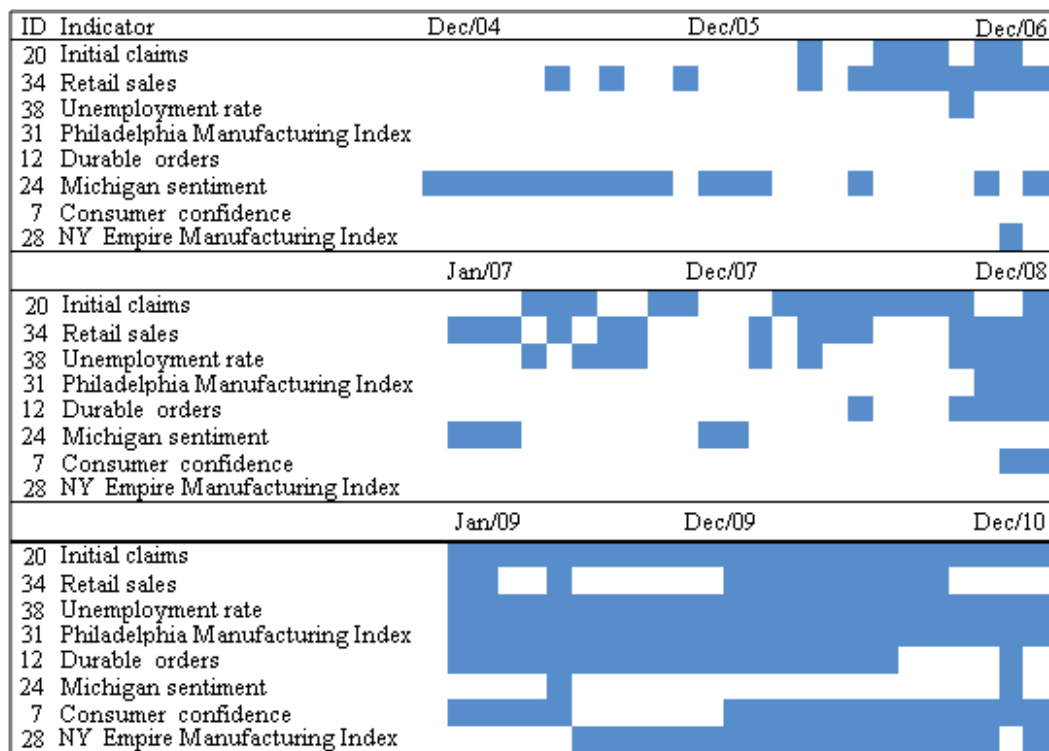 ID Indicator Dec/04 Dec/05 Dec/06
20 Initial claims
34 Retail sales
38 Unemployment rate
31 Philadelphia Manufacturing Index
12 Durable orders
24 Michigan sentiment
7 Consumer confidence
28 NY Empire Manufacturing Index
Jan/07 Dec/07 Dec/08
20 Initial claims
34 Retail sales
38 Unemployment rate
31 Philadelphia Manufacturing Index
12 Durable orders
24 Michigan sentiment
7 Consumer confidence
28 NY Empire Manufacturing Index
Jan/09 Dec/09 Dec/10
20 Initial claims
34 Retail sales
38 Unemployment rate
31 Philadelphia Manufacturing Index
12 Durable orders
24 Michigan sentiment
7 Consumer confidence
28 NY Empire Manufacturing Index